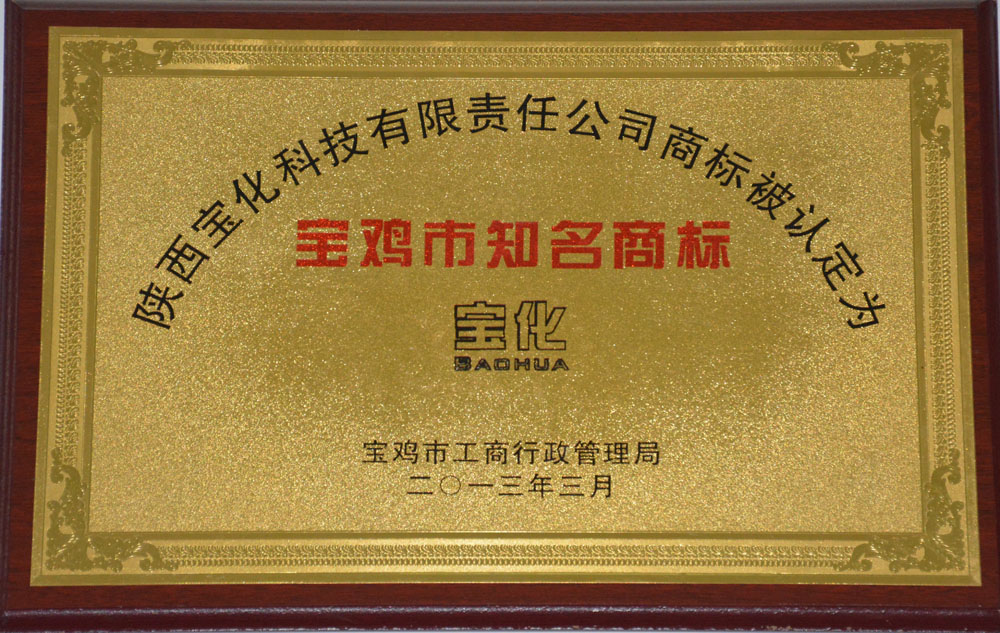 陕西宝化科技有限责任公司商标被认定为
宝鸡市知名商标
宝化
BAOHUA
宝鸡市工商行政管理局
二〇一三年三月